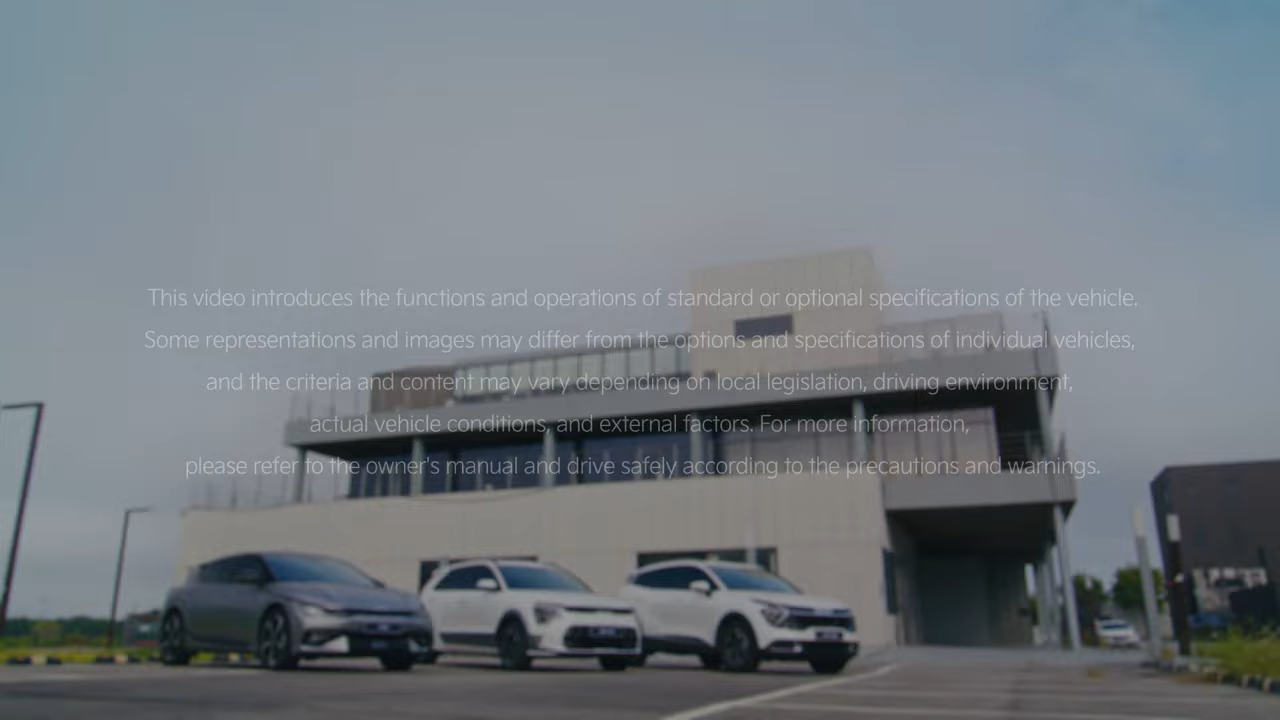 This video introduces the functions and operations of standard or optional specifications of the vehicle.
Some representations and images may differ from the options and specifications of individual vehicles,
and the criteria and content may vary depending on local legislation, driving environment,
actual vehicle conditions, and external factors. For more information,
please refer to the owner's manual and drive safely according to the precautions and warnings.